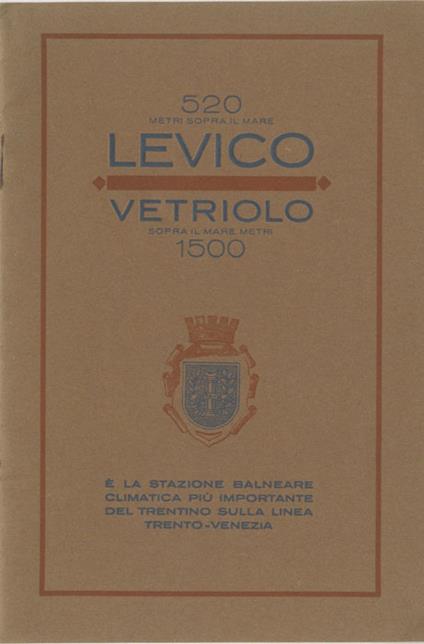 520
METRI SOPRA IL MARE
LEVICO
VETRIOLO
SOPRA IL MARE METRI
1500
È LA STAZIONE BALNEARE
CLIMATICA PIÙ IMPORTANTE
DEL TRENTINO SULLA LINEA
TRENTO-VENEZIA